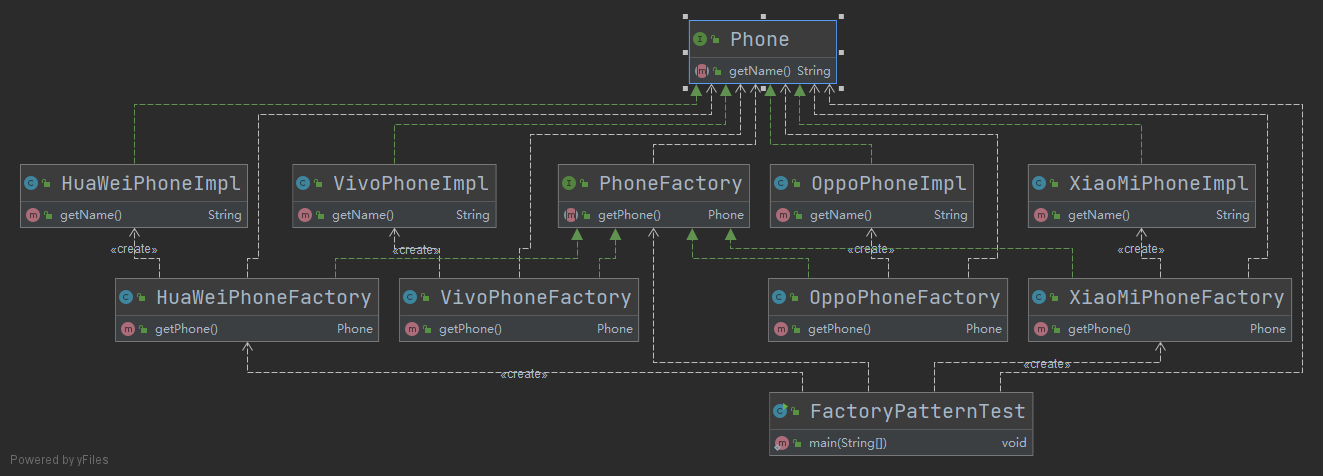 Phone
getName() String
HuaWeiPhoneImpl
getName() String
VivoPhoneImpl
getName() String
PhoneFactory
getPhone() Phone
OppoPhoneImpl
getName() String
XiaoMiPhoneImpl
getName() String
«create»
«create»
«create»
«create»
HuaWeiPhoneFactory
getPhone() Phone
VivoPhoneFactory
getPhone() Phone
OppoPhoneFactory
getPhone() Phone
XiaoMiPhoneFactory
getPhone() Phone
«create»
«create»
FactoryPatternTest
main(String[]) void
Powered by yFiles